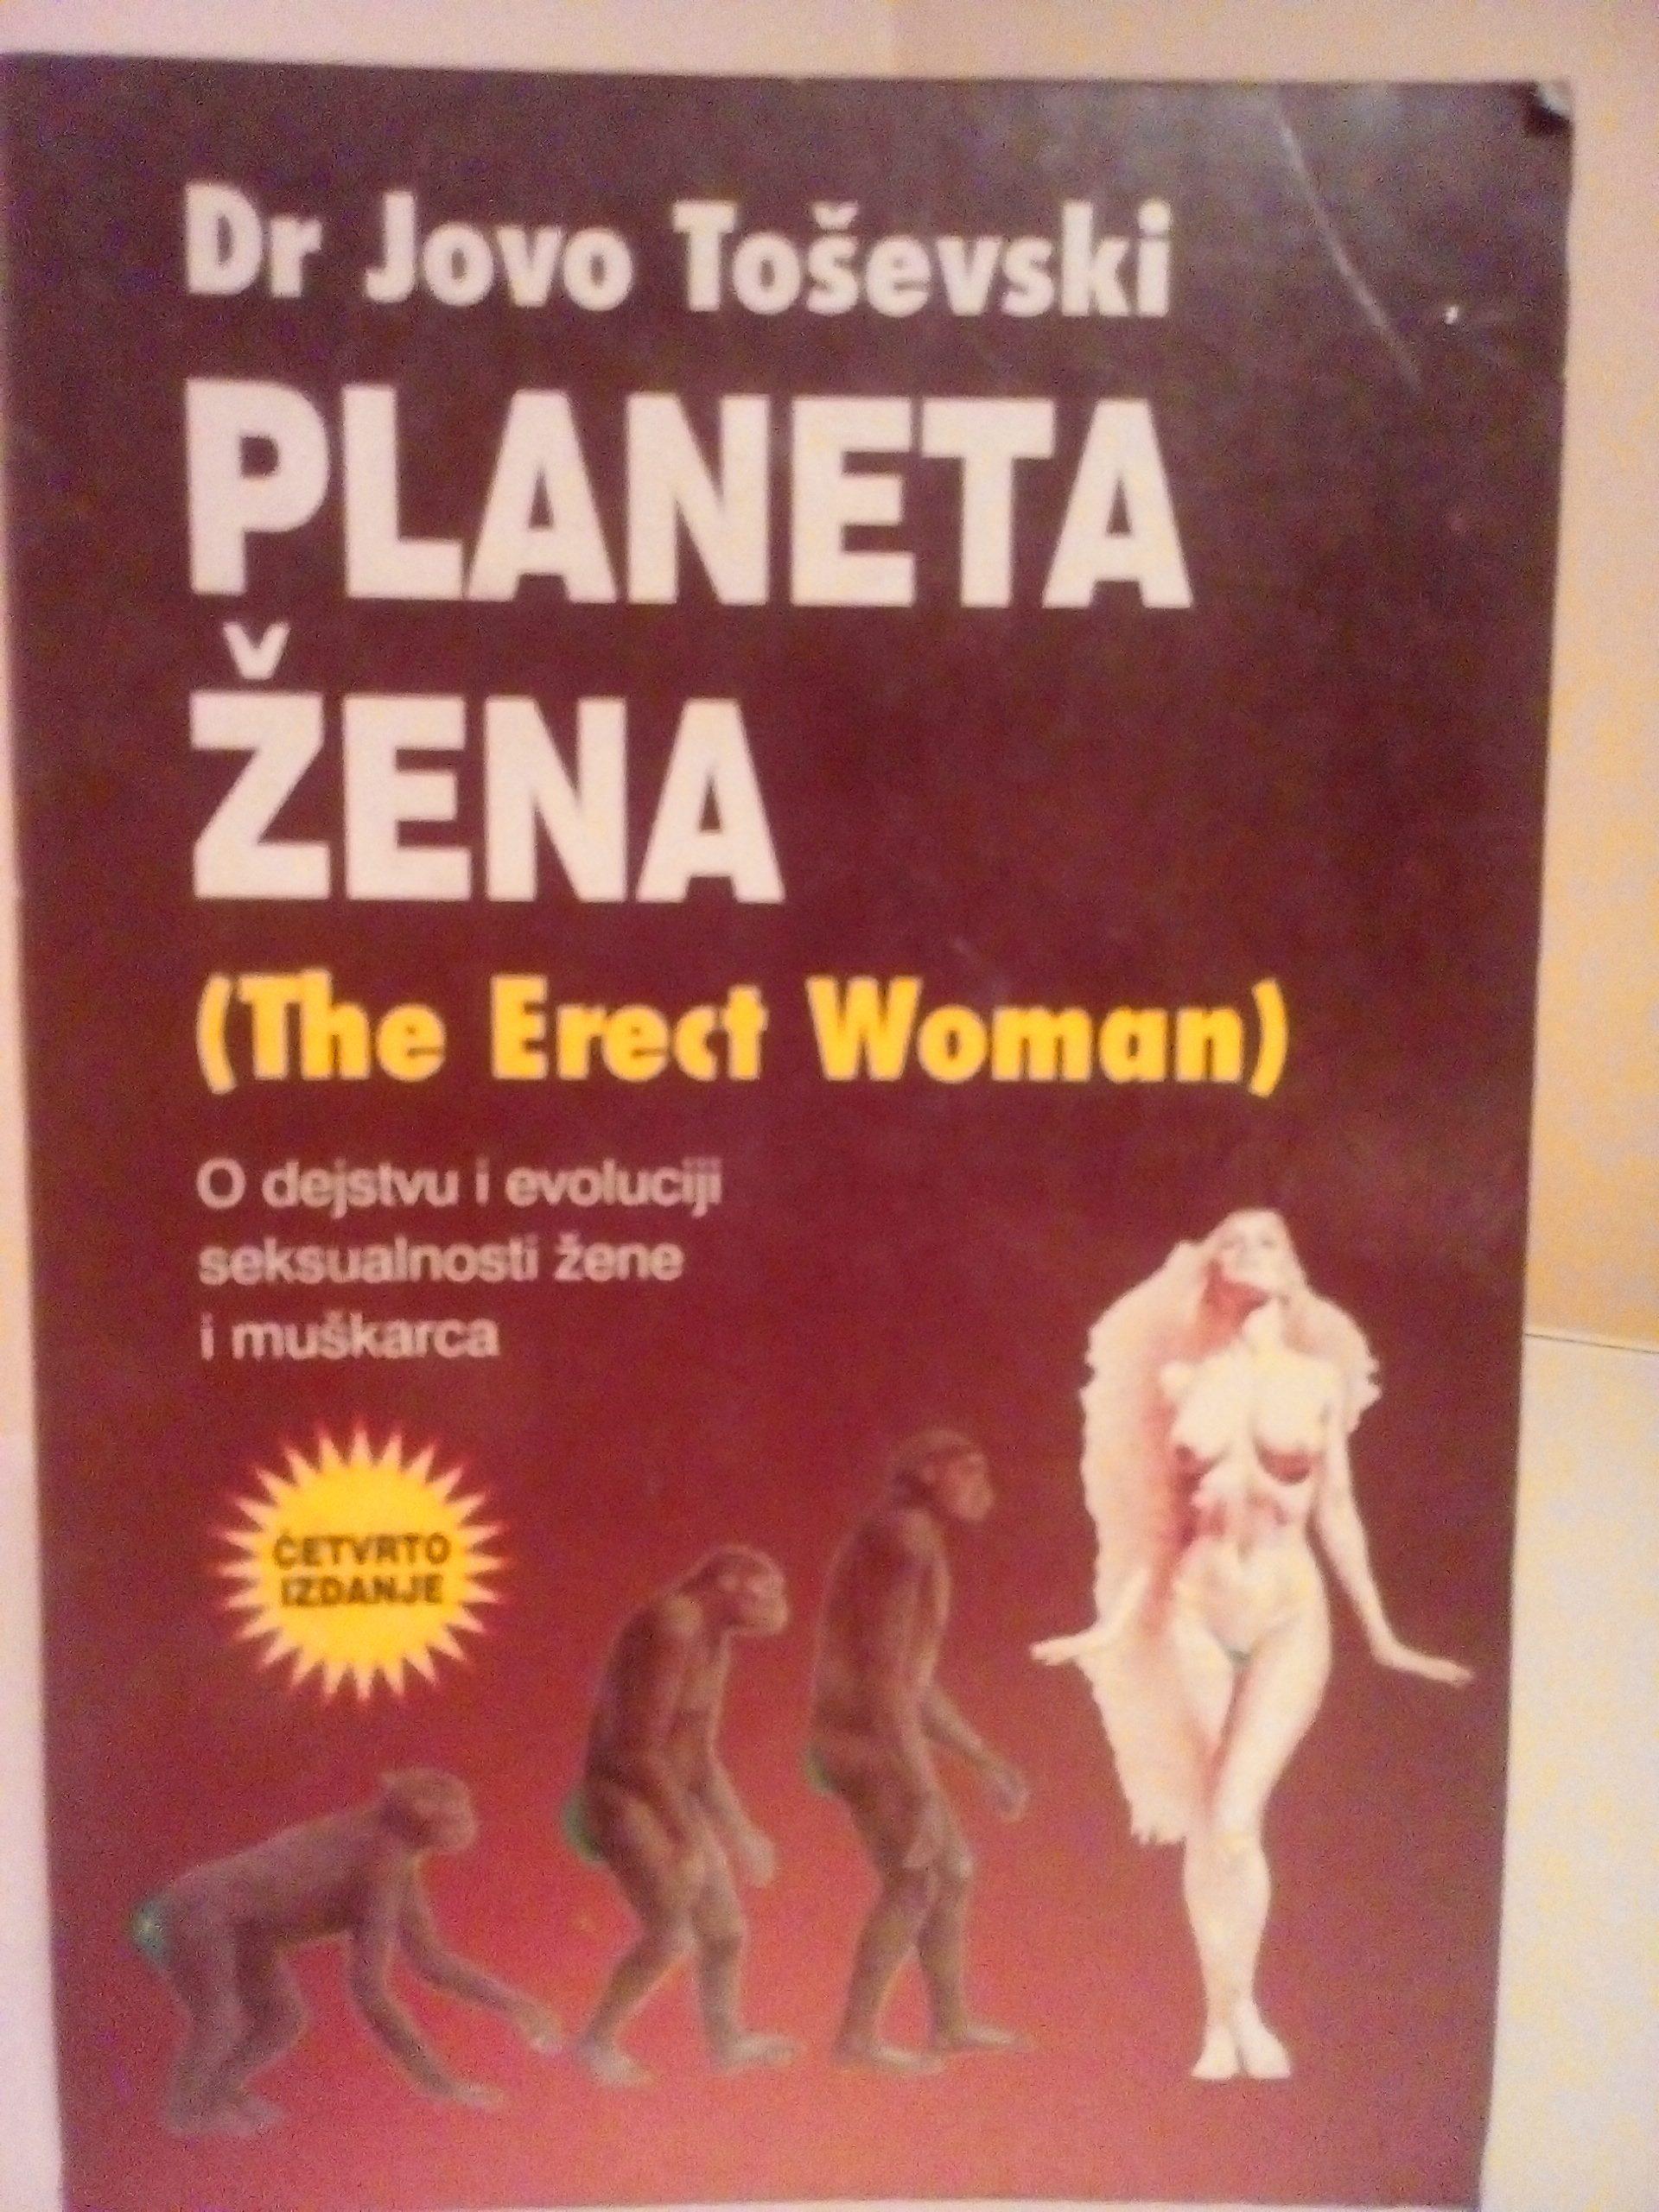 Dr Jovo Toševski
PLANETA
ŽENA
(The Erect Woman)
O dejstvu i evoluciji
seksualnosti žene
i muškarca
ČETVRTO
IZDANJE